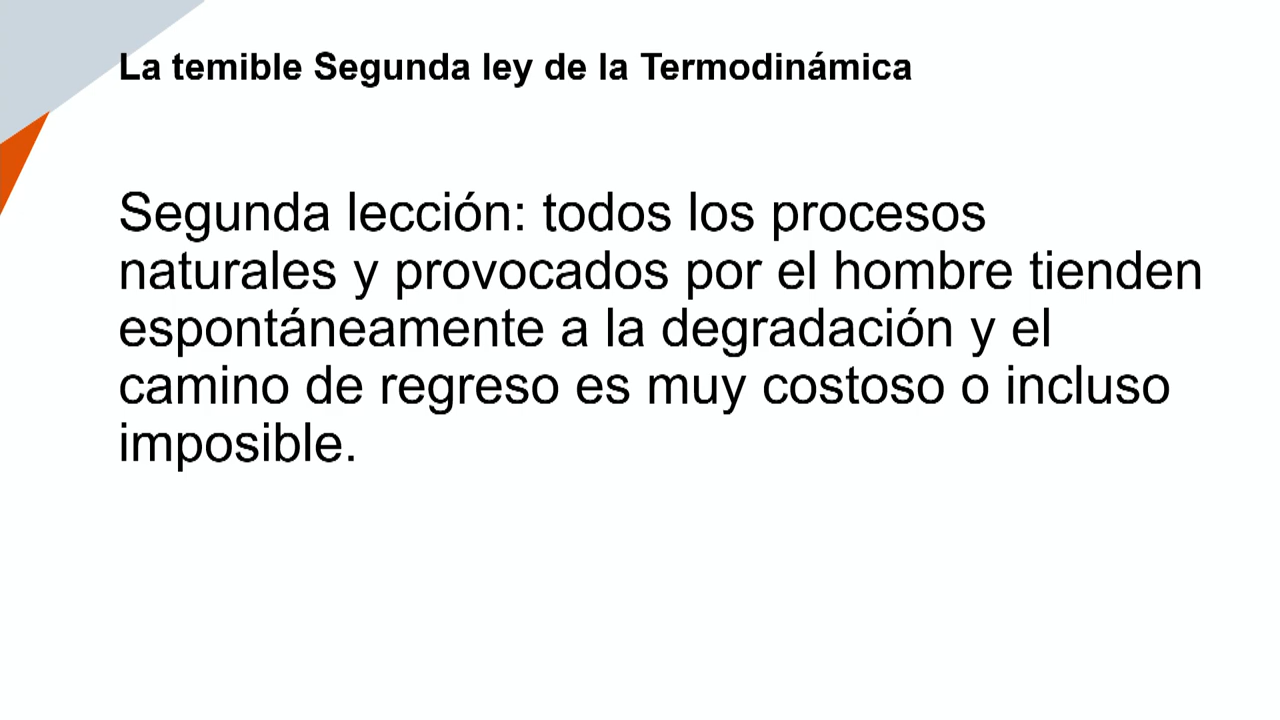 La temible Segunda ley de la Termodinámica
Segunda lección: todos los procesos
naturales y provocados por el hombre tienden
espontáneamente a la degradación y el
camino de regreso es muy costoso o incluso
imposible.